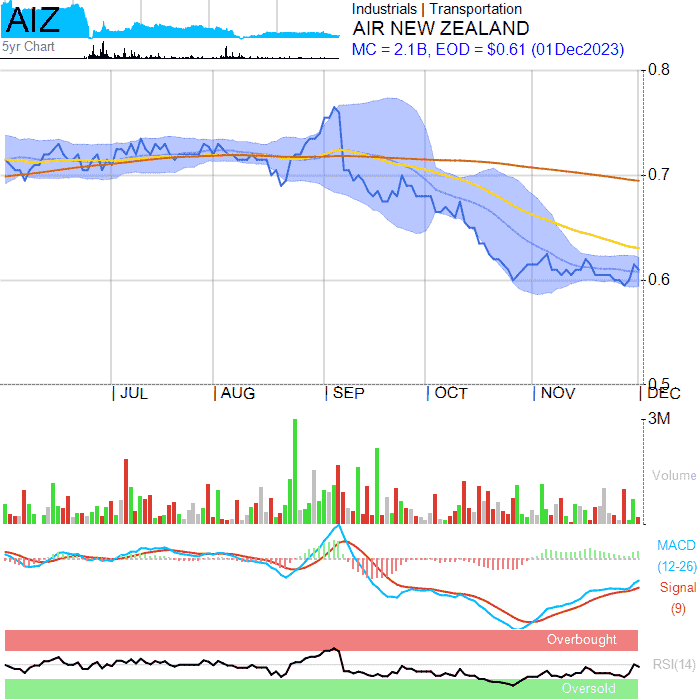 AIZ
5yr Chart
Industrials | Transportation
AIR NEW ZEALAND
MC = 2.1B, EOD = $0.61 (01Dec2023)
0.8
0.7
0.6
0.5
| JUL | AUG | SEP | OCT | NOV | DEC
3M
Volume
MACD
(12-26)
Signal
(9)
Overbought
RSI(14)
Oversold